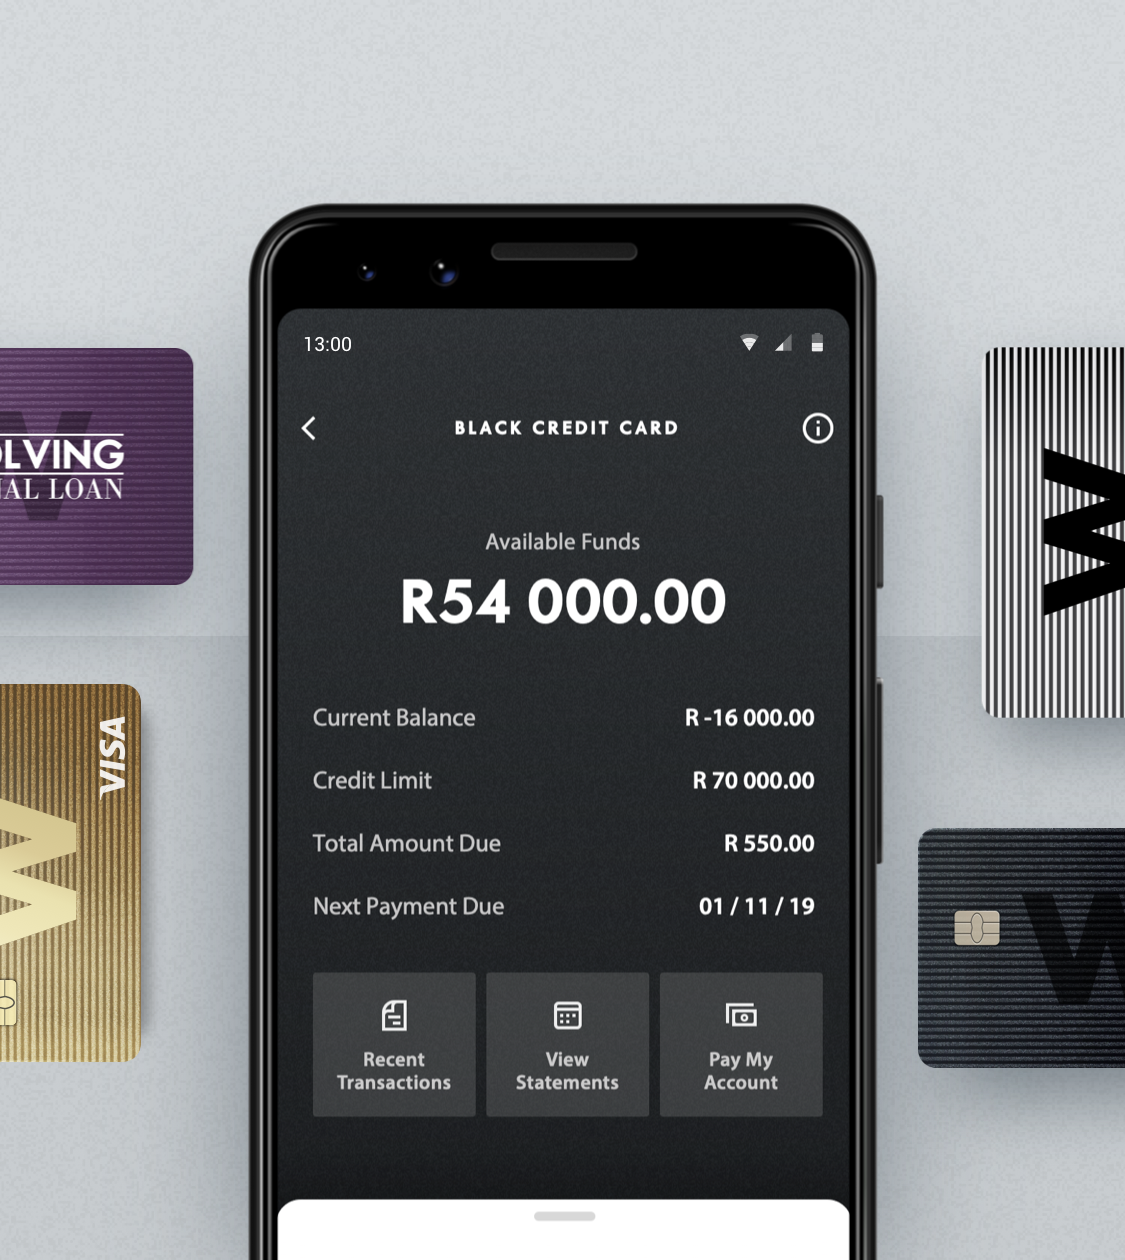 13:00
BLACK CREDIT CARD
Available Funds
R54 000.00
Current Balance R -16 000.00
Credit Limit R 70 000.00
Total Amount Due R 550.00
Next Payment Due 01 / 11 / 19
Recent
Transactions
View
Statements
Pay My
Account
OLVING
NAL LOAN
VISA
W
W
W